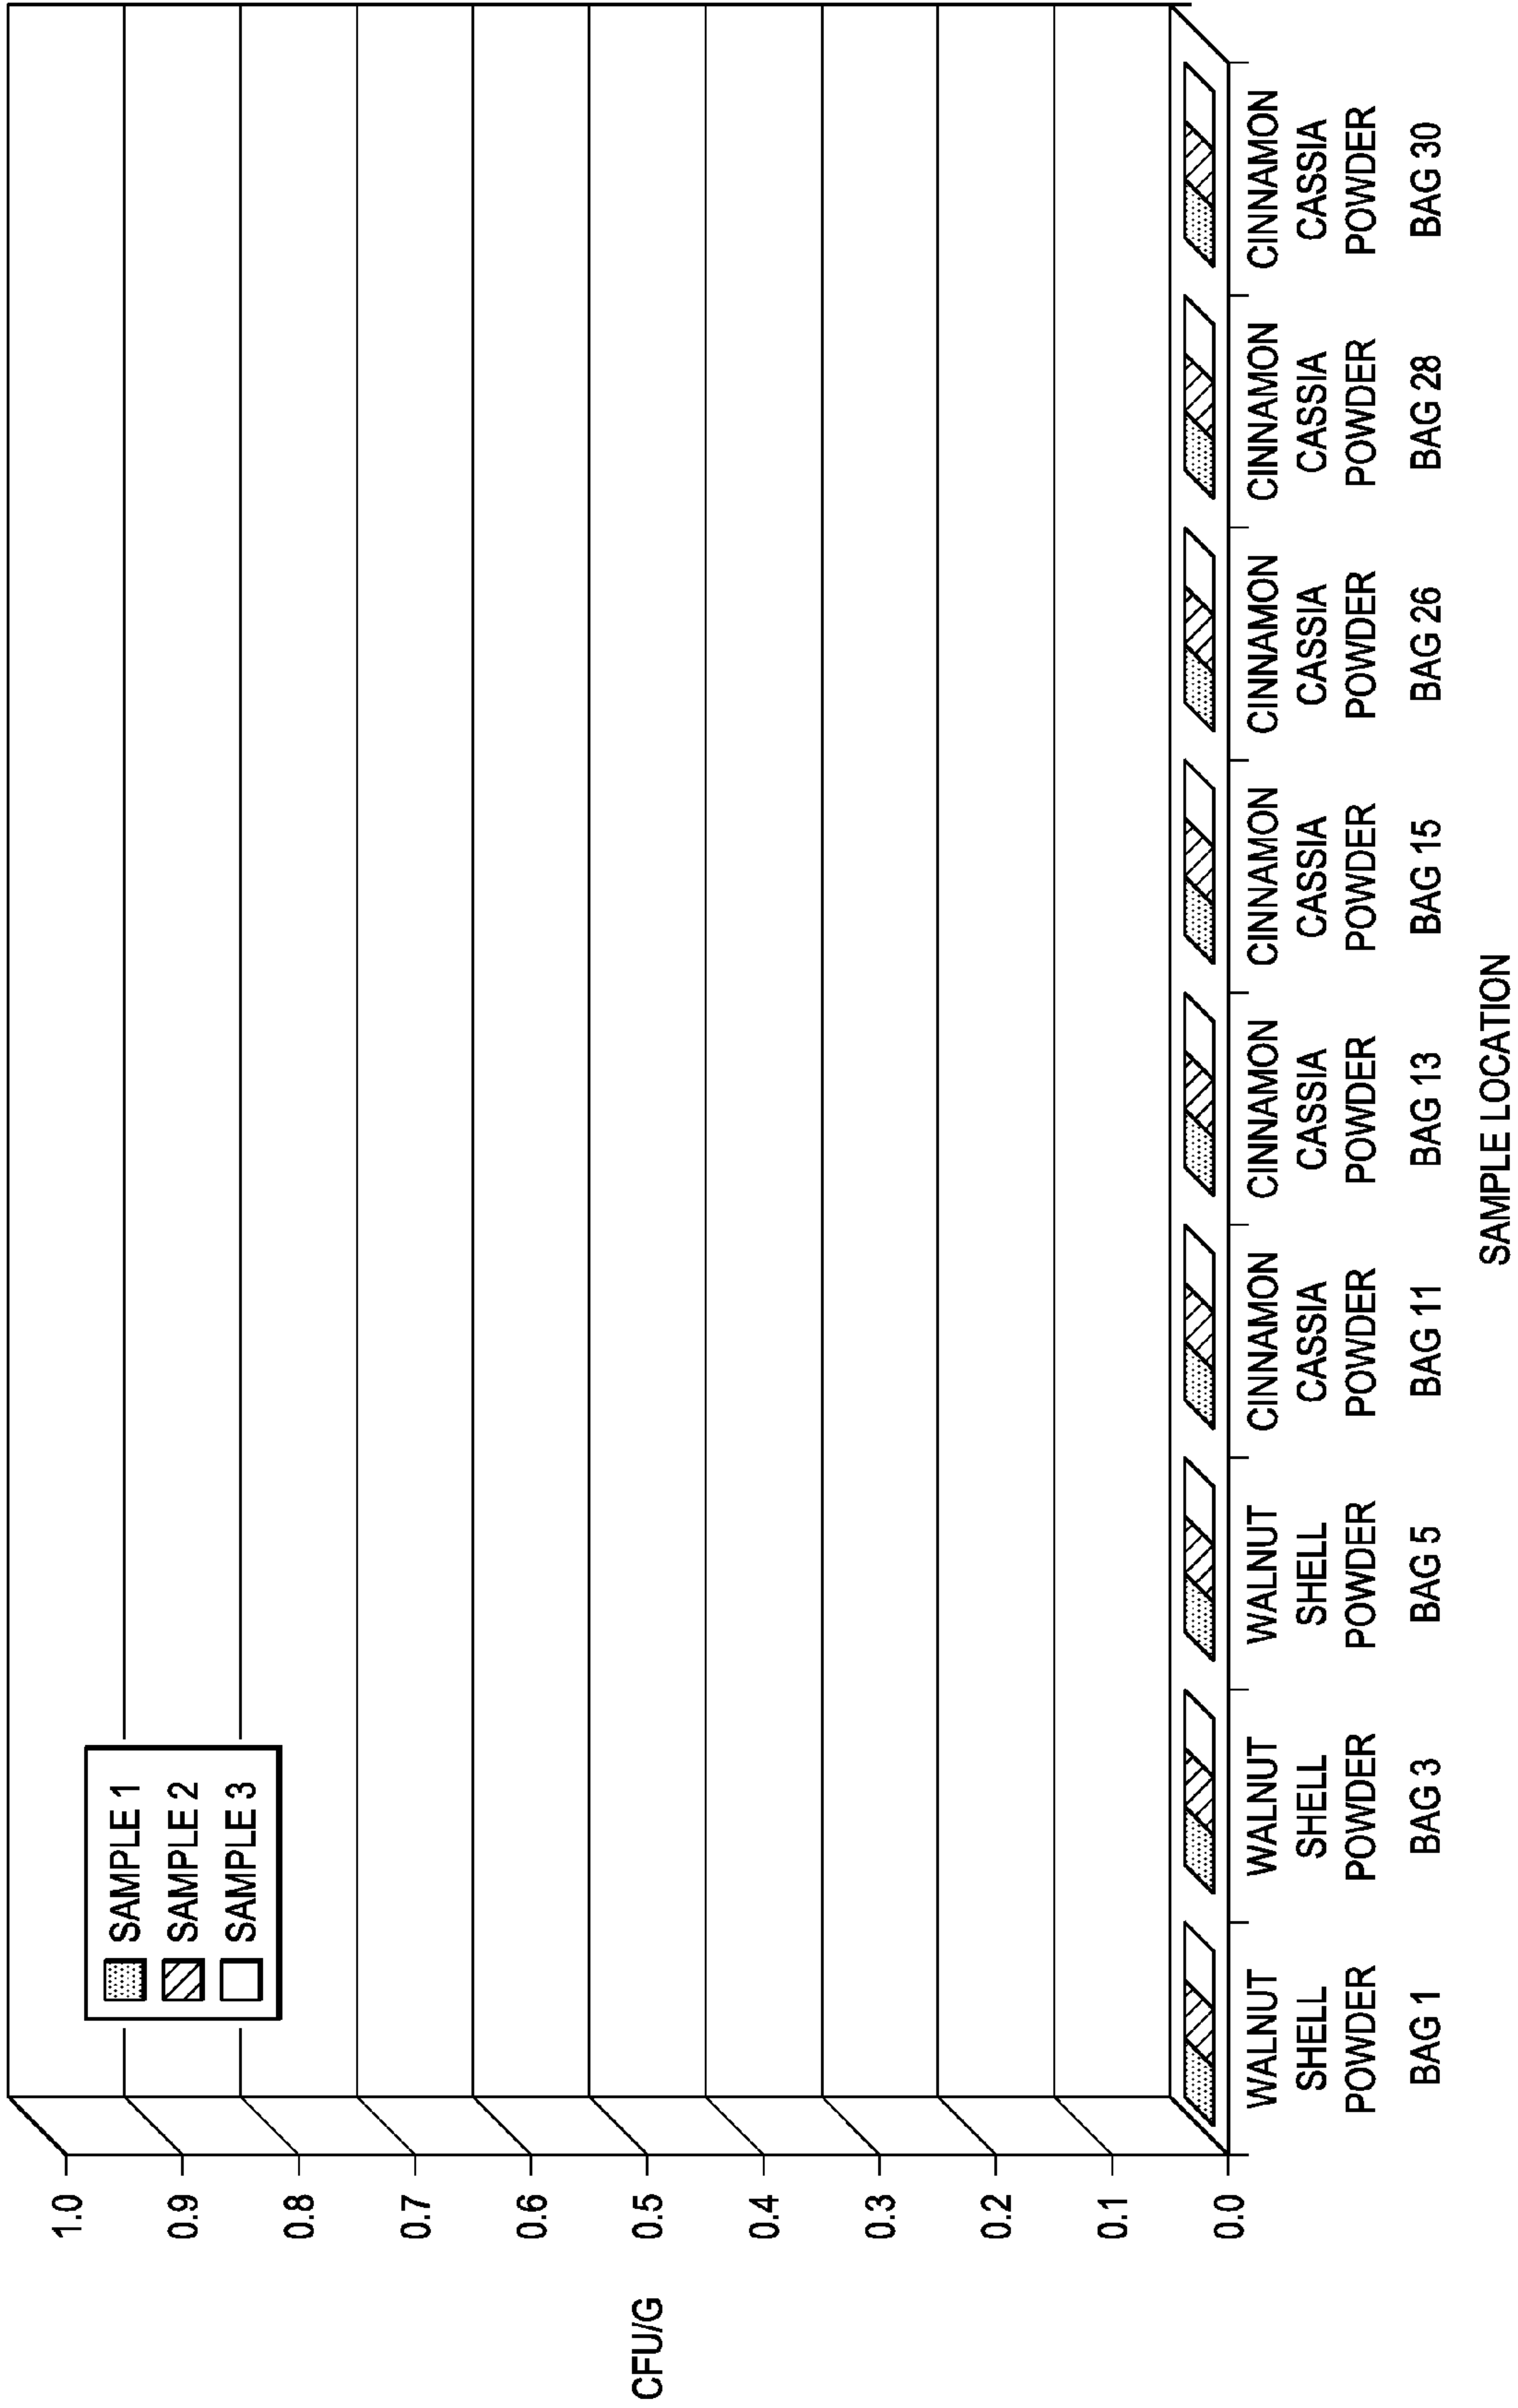 SAMPLE 1
SAMPLE 2
SAMPLE 3
CFU/G
1.0
0.9
0.8
0.7
0.6
0.5
0.4
0.3
0.2
0.1
0.0
WALNUT
SHELL
POWDER
BAG 1
WALNUT
SHELL
POWDER
BAG 3
WALNUT
SHELL
POWDER
BAG 5
CINNAMON
CASSIA
POWDER
BAG 11
CINNAMON
CASSIA
POWDER
BAG 13
CINNAMON
CASSIA
POWDER
BAG 15
CINNAMON
CASSIA
POWDER
BAG 26
CINNAMON
CASSIA
POWDER
BAG 28
CINNAMON
CASSIA
POWDER
BAG 30
SAMPLE LOCATION